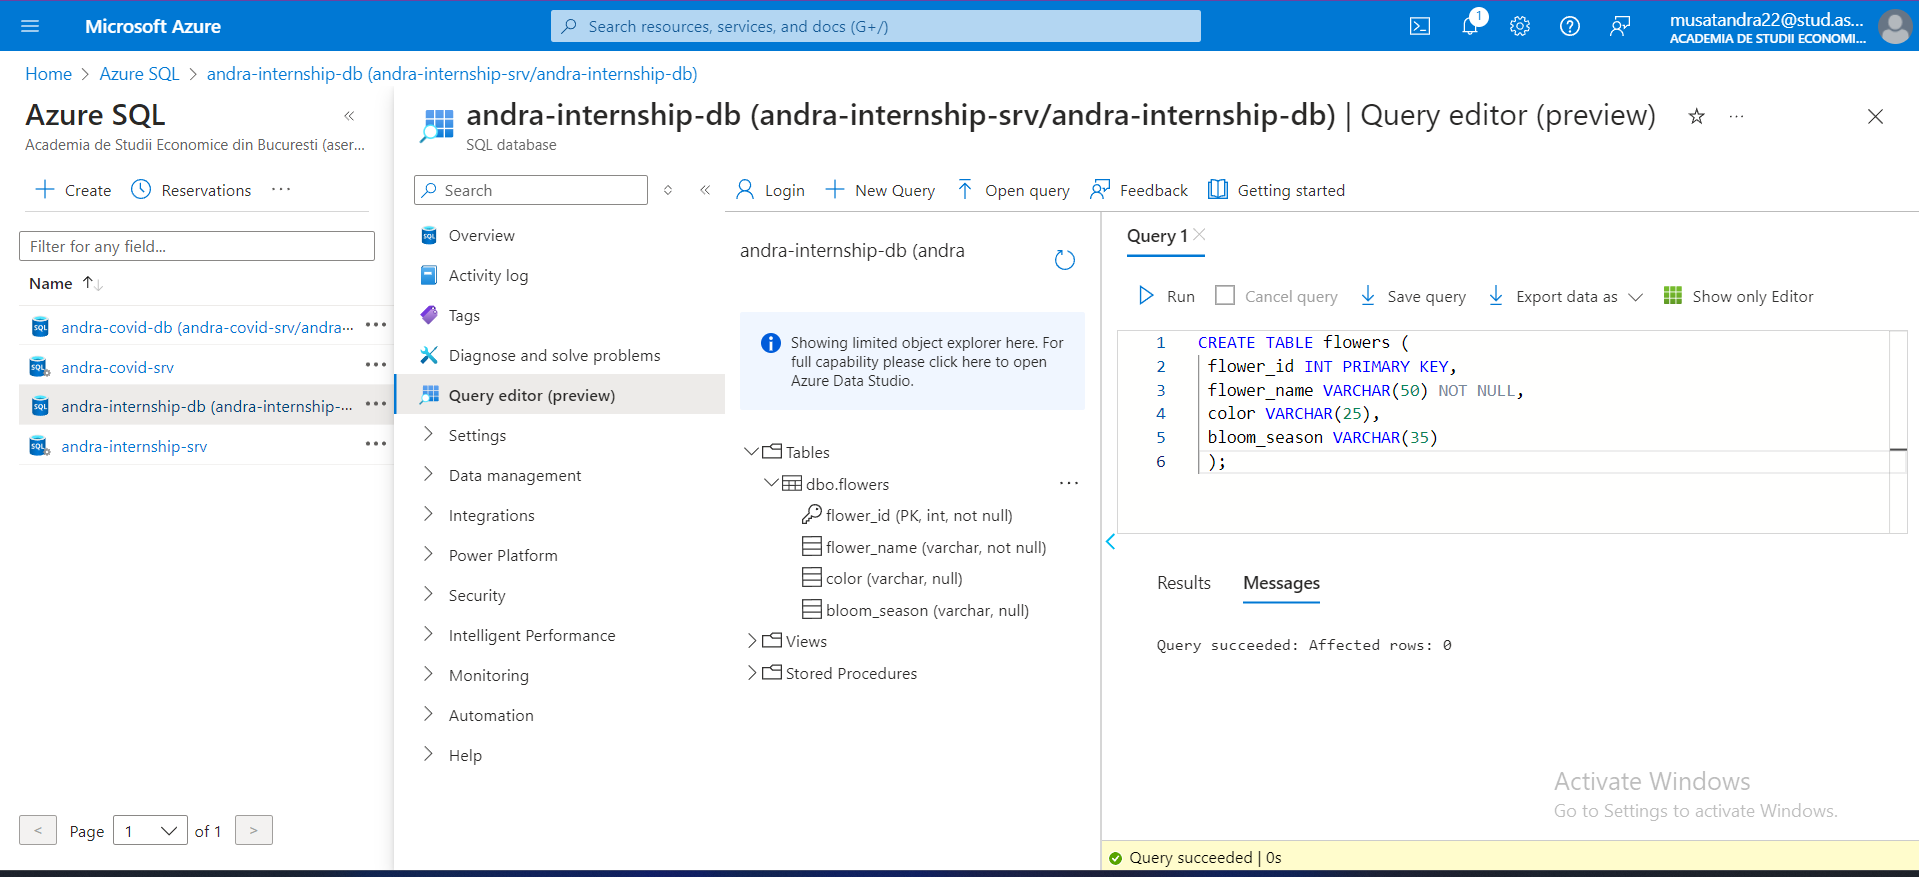 Microsoft Azure
Search resources, services, and docs (G+/)
1
musatandra22@stud.as...
ACADEMIA DE STUDII ECONOMI...
Home > Azure SQL > andra-internship-db (andra-internship-srv/andra-internship-db)
Azure SQL
Academia de Studii Economice din Bucuresti (aser...
Create
Reservations
Filter for any field...
Name
andra-covid-db (andra-covid-srv/andra-...
andra-covid-srv
andra-internship-db (andra-internship-...
andra-internship-srv
< Page 1 of 1 >
andra-internship-db (andra-internship-srv/andra-internship-db) | Query editor (preview)
SQL database
Search
Overview
Activity log
Tags
Diagnose and solve problems
Query editor (preview)
Settings
Data management
Integrations
Power Platform
Security
Intelligent Performance
Monitoring
Automation
Help
Login
New Query
Open query
Feedback
Getting started
andra-internship-db (andra
Showing limited object explorer here. For
full capability please click here to open
Azure Data Studio.
Tables
dbo.flowers
flower_id (PK, int, not null)
flower_name (varchar, not null)
color (varchar, null)
bloom_season (varchar, null)
Views
Stored Procedures
Query 1
Run
Cancel query
Save query
Export data as
Show only Editor
1 CREATE TABLE flowers (
2 flower_id INT PRIMARY KEY,
3 flower_name VARCHAR(50) NOT NULL,
4 color VARCHAR(25),
5 bloom_season VARCHAR(35)
6 );
Results
Messages
Query succeeded: Affected rows: 0
Activate Windows
Go to Settings to activate Windows.
Query succeeded | 0s